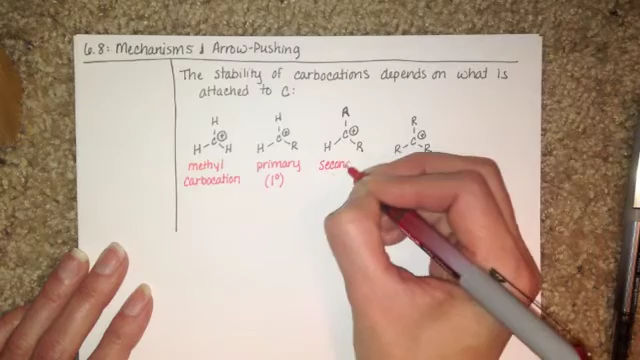 6.8: Mechanisms & Arrow-Pushing
The stability of carbocations depends on what is
attached to C:
H H R R
H C ⊕ H H C ⊕ R H C ⊕ R R C ⊕ R
methyl primary secon
carbocation (1°)